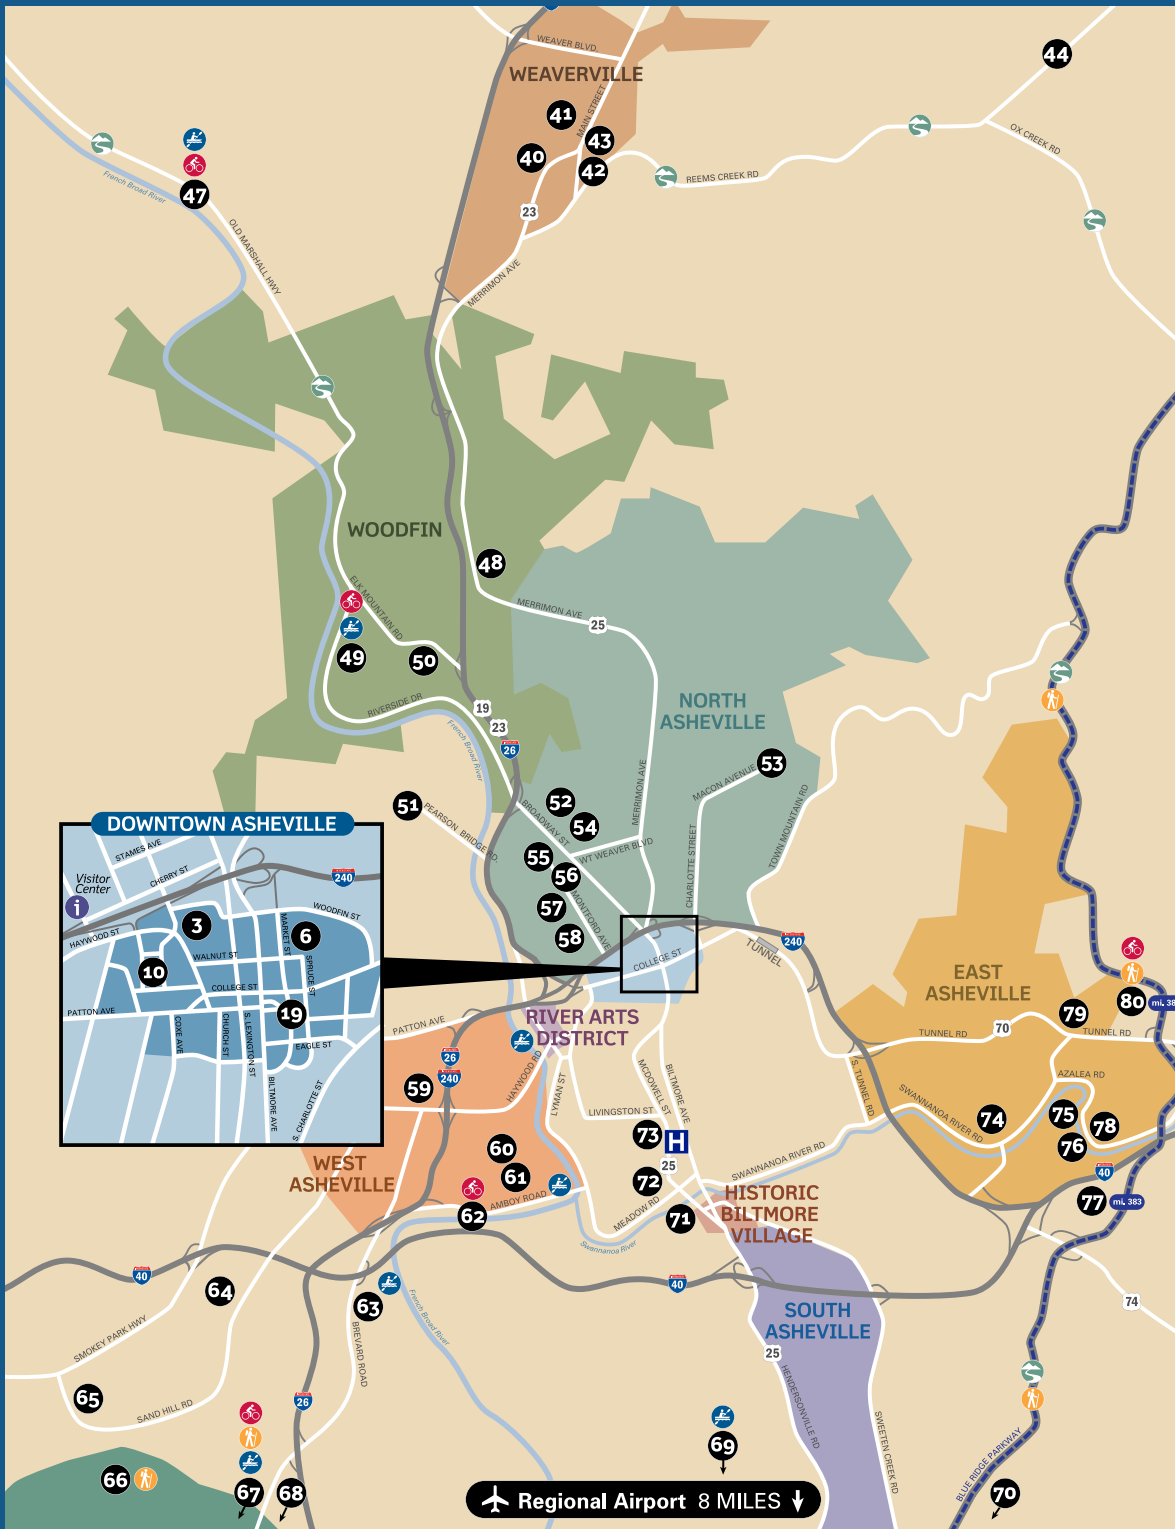 WEAVER BLVD.
WEAVERVILLE
44
41
MAIN STREET
43
40
42
OX CREEK RD
REEMS CREEK RD
47
French Broad River
23
OLD MARSHALL HWY
MERRIMON AVE
WOODFIN
48
ELK MOUNTAIN RD
MERRIMON AVE
25
49
50
RIVERSIDE DR
19
23
26
French Broad River
NORTH
ASHEVILLE
53
MACON AVENUE
MERRIMON AVE
TOWN MOUNTAIN RD
51
PEARSON BRIDGE RD.
52
BROADWAY ST
54
WT WEAVER BLVD
CHARLOTTE STREET
55
56
57
MONTFORD AVE
58
COLLEGE ST
TUNNEL
240
DOWNTOWN ASHEVILLE
STAMES AVE
CHERRY ST
Visitor
Center
i
240
WOODFIN ST
HAYWOOD ST
3
MARKET ST
6
WALNUT ST
10
SPRUCE ST
COLLEGE ST
PATTON AVE
19
COXE AVE
CHURCH ST
S. LEXINGTON ST
EAGLE ST
BILTMORE AVE
S. CHARLOTTE ST
EAST
ASHEVILLE
80
mi. 38
79
TUNNEL RD
70
TUNNEL RD
AZALEA RD
S. TUNNEL RD
SWANNANOA RIVER RD
74
75
78
76
40
77
mi. 383
74
PATTON AVE
RIVER ARTS
DISTRICT
26
240
59
HAYWOOD RD
LYMAN ST
MCDOWELL ST
BILTMORE AVE
LIVINGSTON ST
73
H
25
72
SWANNANOA RIVER RD
60
61
AMBOY ROAD
62
MEADOW RD
71
Swannanoa River
HISTORIC
BILTMORE
VILLAGE
WEST
ASHEVILLE
40
64
SMOKEY PARK HWY
63
French Broad River
BREVARD ROAD
40
SOUTH
ASHEVILLE
25
HENDERSONVILLE RD
SWEETEN CREEK RD
65
SAND HILL RD
26
66
67
68
69
BLUE RIDGE PARKWAY
70
Regional Airport 8 MILES